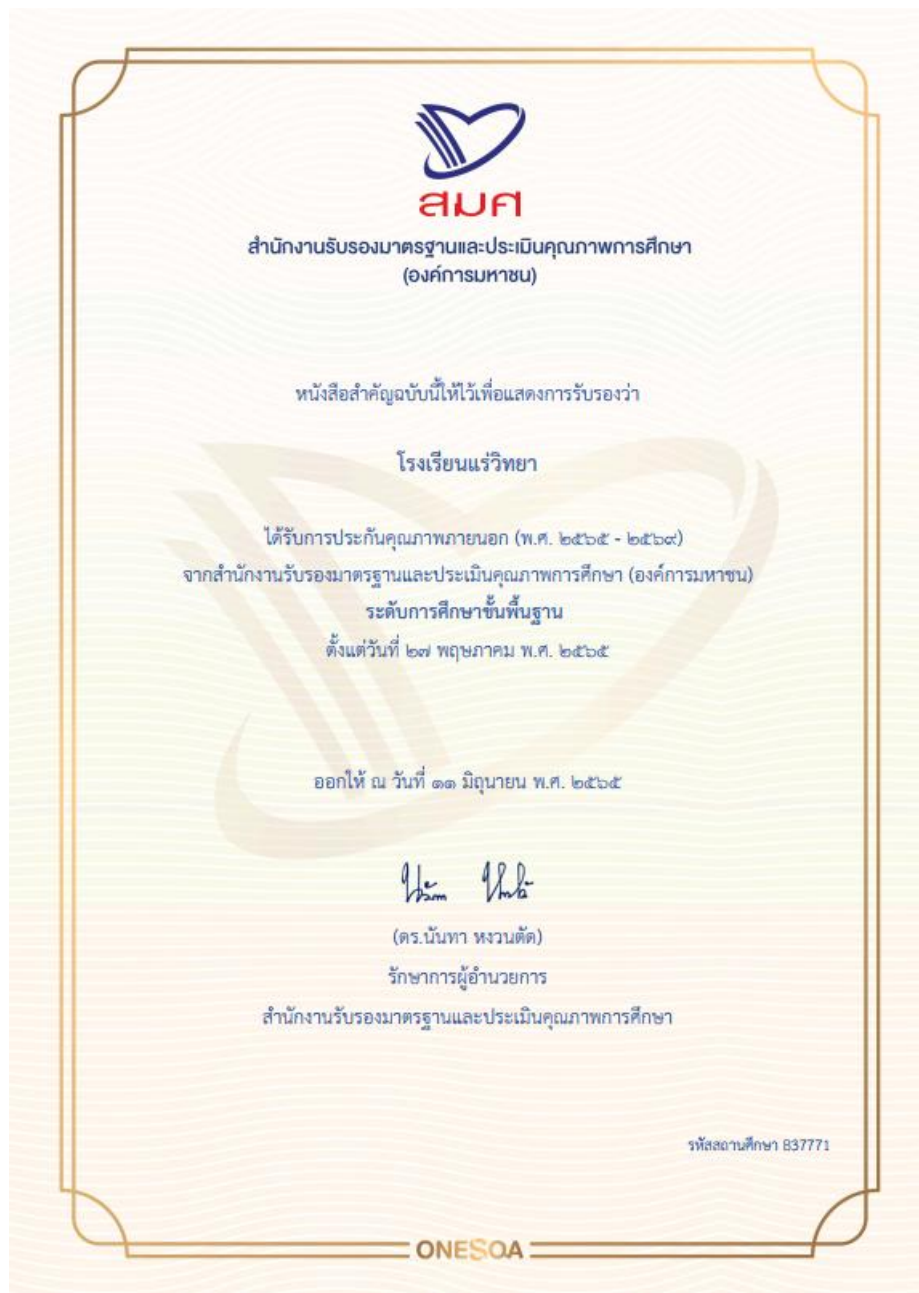 สมศ
สำนักงานรับรองมาตรฐานและประเมินคุณภาพการศึกษา
(องค์การมหาชน)
หนังสือสำคัญฉบับนี้ให้ไว้เพื่อแสดงการรับรองว่า
โรงเรียนแร่วิทยา
ได้รับการประกันคุณภาพภายนอก (พ.ศ. ๒๕๖๕ - ๒๕๖๙)
จากสำนักงานรับรองมาตรฐานและประเมินคุณภาพการศึกษา (องค์การมหาชน)
ระดับการศึกษาขั้นพื้นฐาน
ตั้งแต่วันที่ ๒๗ พฤษภาคม พ.ศ. ๒๕๖๕
ออกให้ ณ วันที่ ๑๑ มิถุนายน พ.ศ. ๒๕๖๕
(ดร.นันทา หงวนตัด)
รักษาการผู้อำนวยการ
สำนักงานรับรองมาตรฐานและประเมินคุณภาพการศึกษา
รหัสสถานศึกษา 837771
ONESQA